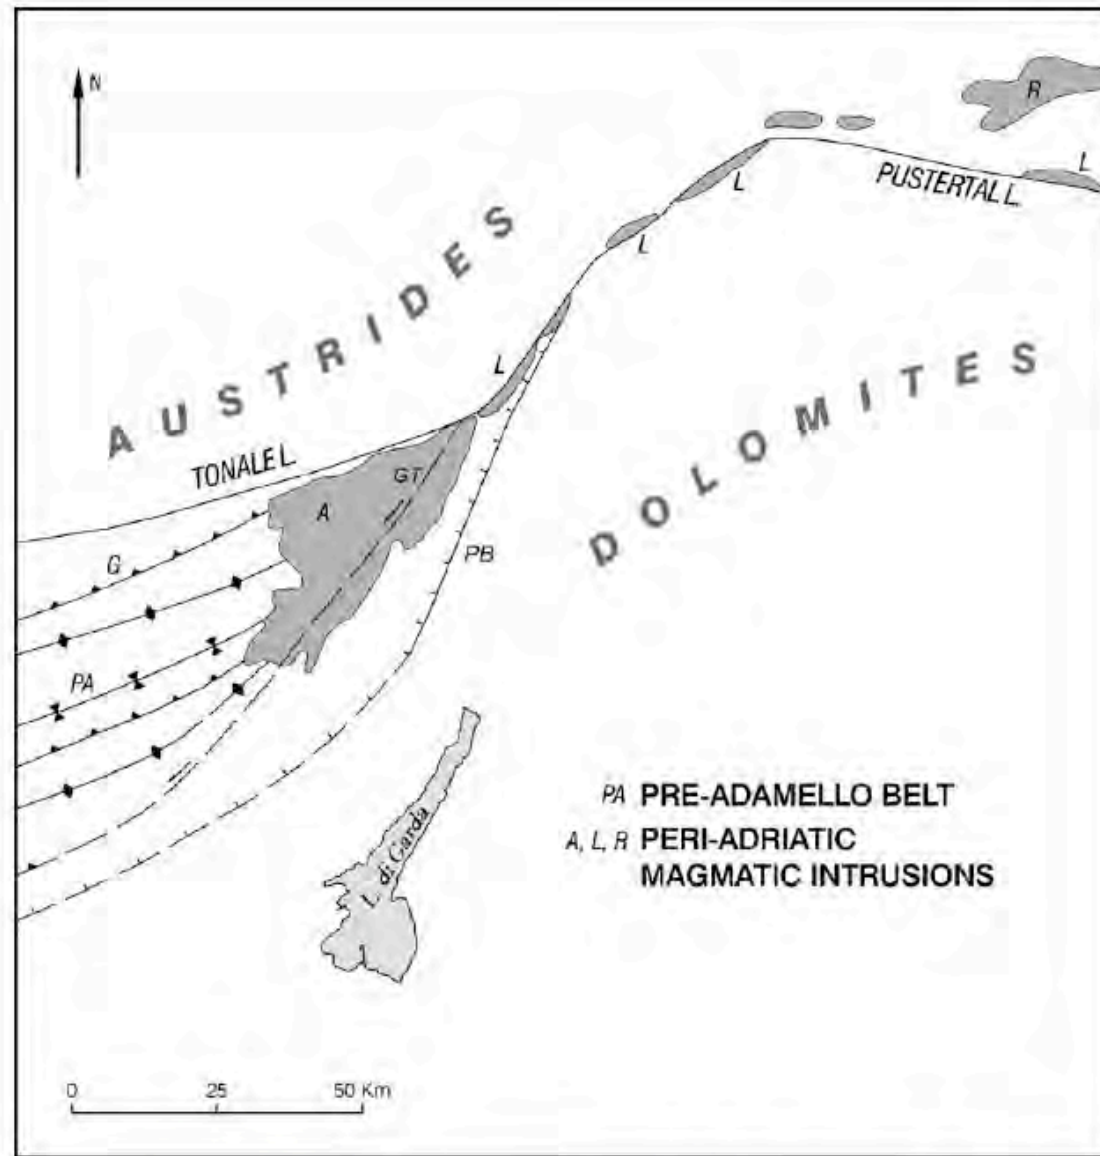 N
R
L
PUSTERTAL L.
L
L
AUSTRIDES
L
DOLOMITES
TONALE L.
GT
A
PB
G
PA
L. di Garda
PA PRE-ADAMELLO BELT
A, L, R PERI-ADRIATIC
MAGMATIC INTRUSIONS
0 25 50 Km